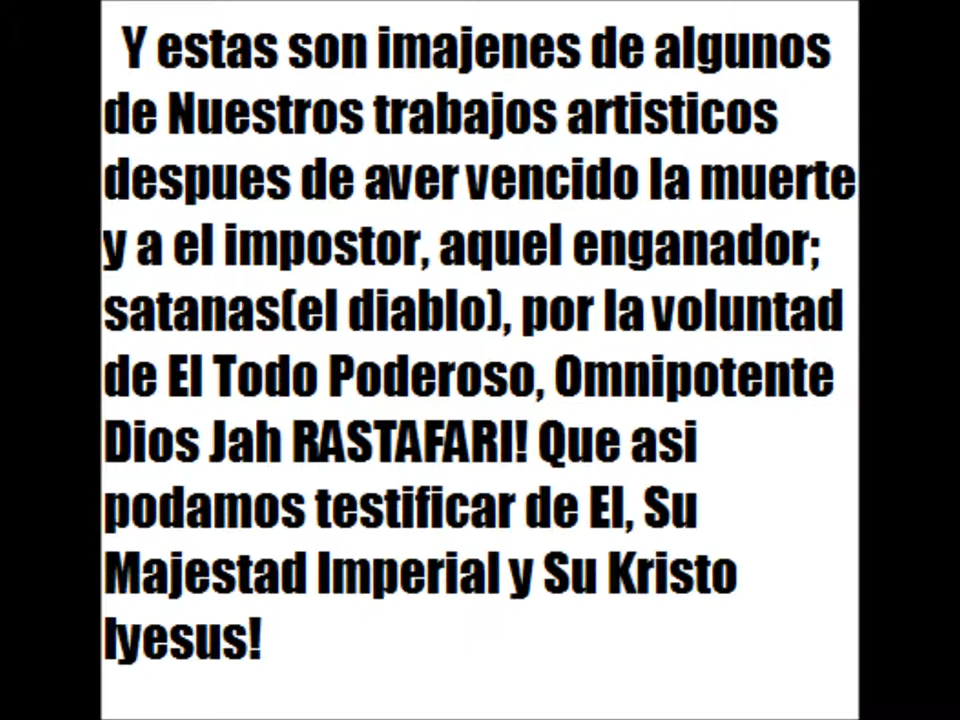 Y estas son imajenes de algunos
de Nuestros trabajos artisticos
despues de aver vencido la muerte
y a el impostor, aquel enganador;
satanas(el diablo), por la voluntad
de El Todo Poderoso, Omnipotente
Dios Jah RASTAFARI! Que asi
podamos testificar de El, Su
Majestad Imperial y Su Kristo
Iyesus!